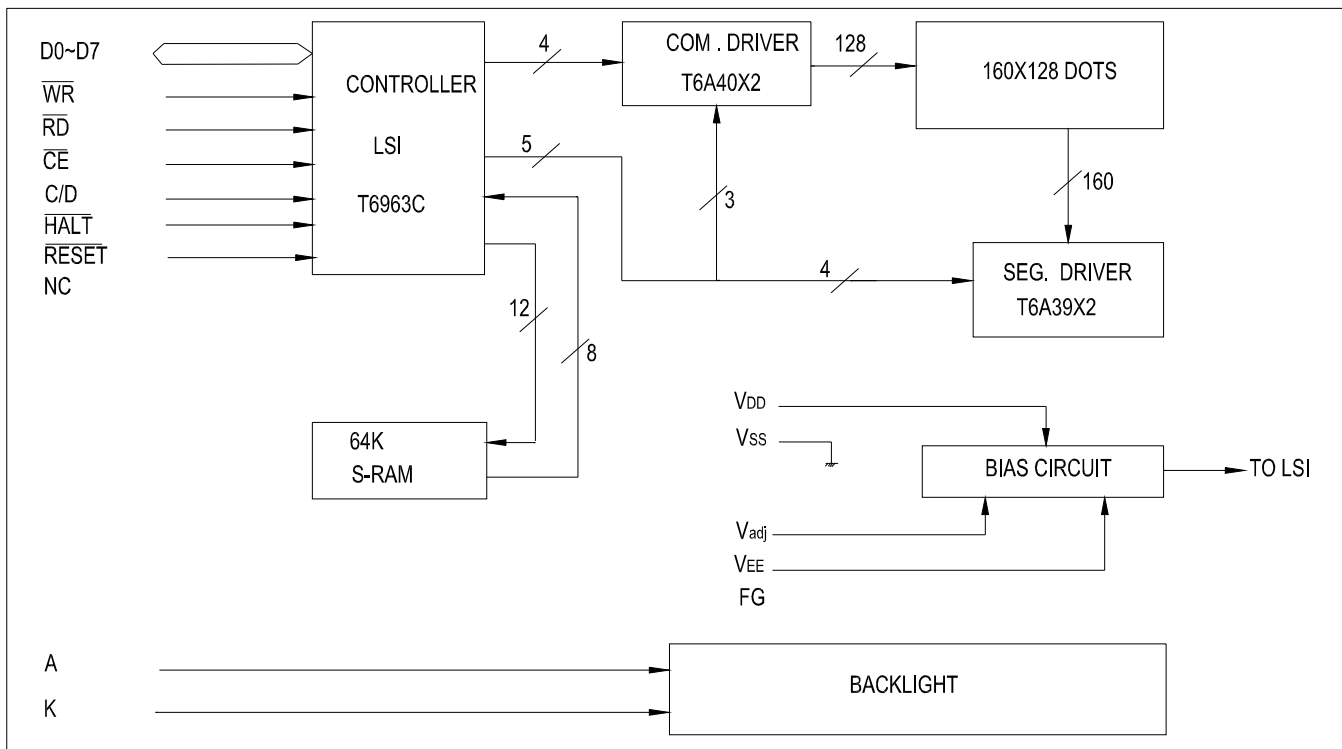 D0~D7
WR
RD
CE
C/D
HALT
RESET
NC
CONTROLLER
LSI
T6963C
4
COM . DRIVER
T6A40X2
128
160X128 DOTS
5
3
160
4
SEG. DRIVER
T6A39X2
12
8
64K
S-RAM
VDD
VSS
BIAS CIRCUIT
TO LSI
Vadj
VEE
FG
A
K
BACKLIGHT